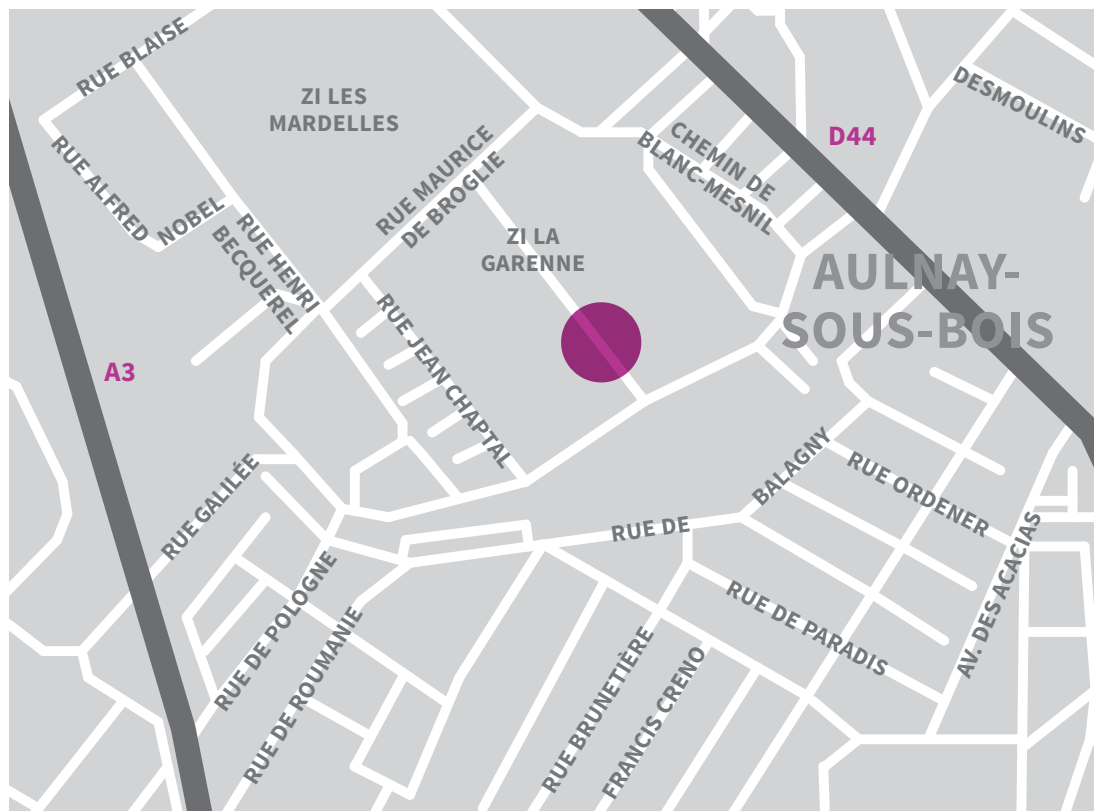 RUE BLAISE
ZI LES
MARDELLES
DESMOULINS
D44
CHEMIN DE
BLANC-MESNIL
RUE ALFRED
NOBEL
RUE MAURICE
DE BROGLIE
RUE HENRI
BECQUEREL
ZI LA
GARENNE
AULNAY-
SOUS-BOIS
RUE JEAN CHAPTAL
A3
RUE GALILÉE
BALAGNY
RUE ORDENER
RUE DE
RUE DE POLOGNE
RUE DE ROUMANIE
RUE DE PARADIS
AV. DES ACACIAS
RUE BRUNETIÈRE
FRANCIS CRENO